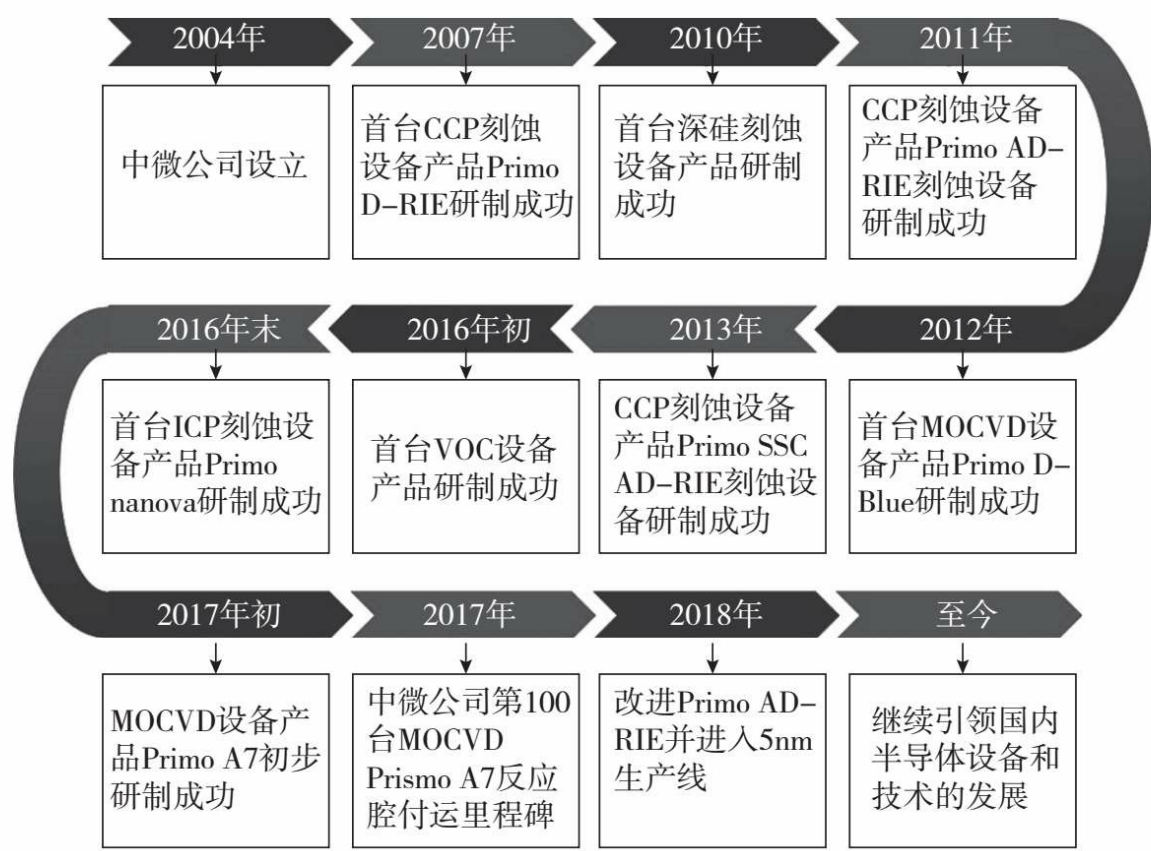 2004年
中微公司设立
2007年
首台CCP刻蚀
设备产品Primo
D-RIE研制成功
2010年
首台深硅刻蚀
设备产品研制
成功
2011年
CCP刻蚀设备
产品Primo AD-
RIE刻蚀设备
研制成功
2012年
首台MOCVD设
备产品Primo D-
Blue研制成功
2013年
CCP刻蚀设备
产品Primo SSC
AD-RIE刻蚀设
备研制成功
2016年初
首台VOC设备
产品研制成功
2016年末
首台ICP刻蚀设
备产品Primo
nanova研制成功
2017年初
MOCVD设备产
品Primo A7初步
研制成功
2017年
中微公司第100
台MOCVD
Prismo A7反应
腔付运里程碑
2018年
改进Primo AD-
RIE并进入5nm
生产线
至今
继续引领国内
半导体设备和
技术的发展